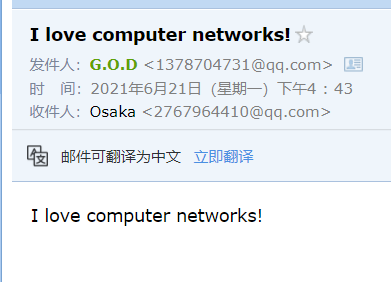 I love computer networks!
发件人：G.O.D <1378704731@qq.com>
时　间：2021年6月21日（星期一）下午4：43
收件人：Osaka <2767964410@qq.com>
邮件可翻译为中文 立即翻译
I love computer networks!